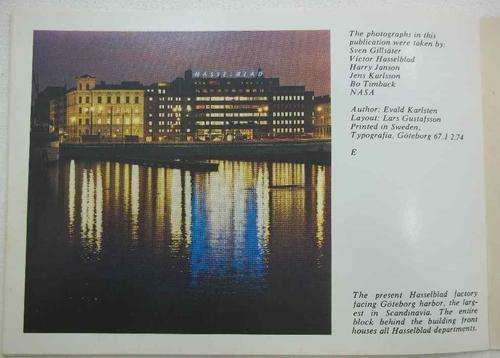 HASSELBLAD
The photographs in this
publication were taken by:
Sven Gillsäter
Victor Hasselblad
Harry Janson
Jens Karlsson
Bo Timback
NASA
Author: Evald Karlsten
Layout: Lars Gustafsson
Printed in Sweden,
Typografia, Göteborg 67.1 2.74
E
The present Hasselblad factory
facing Göteborg harbor, the larg-
est in Scandinavia. The entire
block behind the building front
houses all Hasselblad departments.